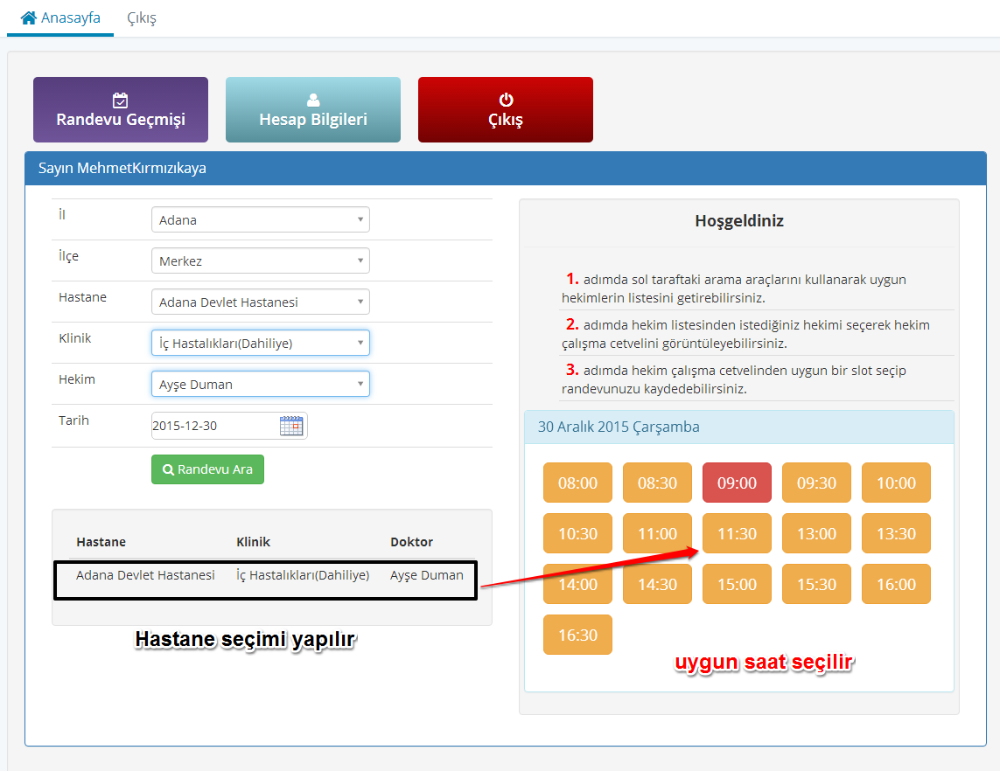 Anasayfa Çıkış
Randevu Geçmişi
Hesap Bilgileri
Çıkış
Sayın MehmetKırmızıkaya
İl Adana
İlçe Merkez
Hastane Adana Devlet Hastanesi
Klinik İç Hastalıkları(Dahiliye)
Hekim Ayşe Duman
Tarih 2015-12-30
Randevu Ara
Hastane Klinik Doktor
Adana Devlet Hastanesi İç Hastalıkları(Dahiliye) Ayşe Duman
Hastane seçimi yapılır
Hoşgeldiniz
1. adımda sol taraftaki arama araçlarını kullanarak uygun
hekimlerin listesini getirebilirsiniz.
2. adımda hekim listesinden istediğiniz hekimi seçerek hekim
çalışma cetvelini görüntüleyebilirsiniz.
3. adımda hekim çalışma cetvelinden uygun bir slot seçip
randevunuzu kaydedebilirsiniz.
30 Aralık 2015 Çarşamba
08:00 08:30 09:00 09:30 10:00
10:30 11:00 11:30 13:00 13:30
14:00 14:30 15:00 15:30 16:00
16:30
uygun saat seçilir